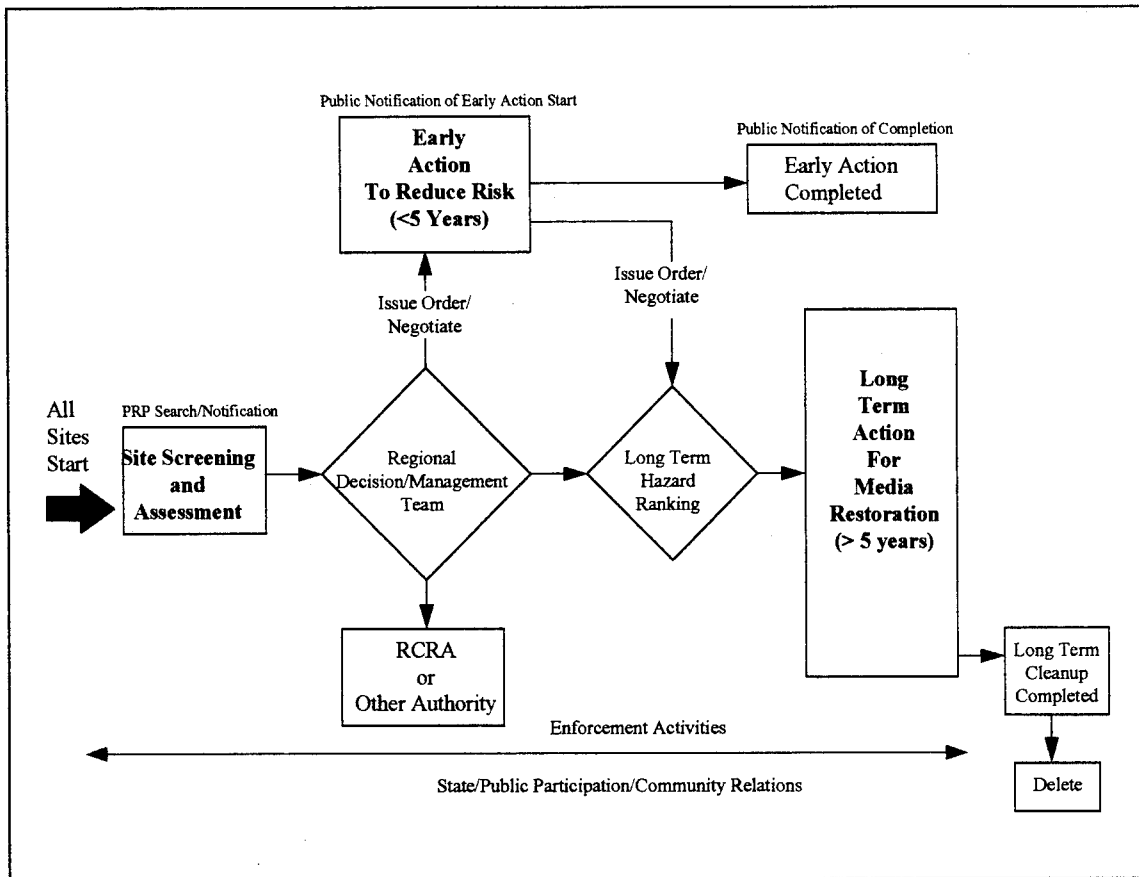 Public Notification of Early Action Start
Early
Action
To Reduce Risk
(<5 Years)
Public Notification of Completion
Early Action
Completed
Issue Order/
Negotiate
Issue Order/
Negotiate
All
Sites
Start
PRP Search/Notification
Site Screening
and
Assessment
Regional
Decision/Management
Team
Long Term
Hazard
Ranking
Long
Term
Action
For
Media
Restoration
(> 5 years)
RCRA
or
Other Authority
Long Term
Cleanup
Completed
Delete
Enforcement Activities
State/Public Participation/Community Relations